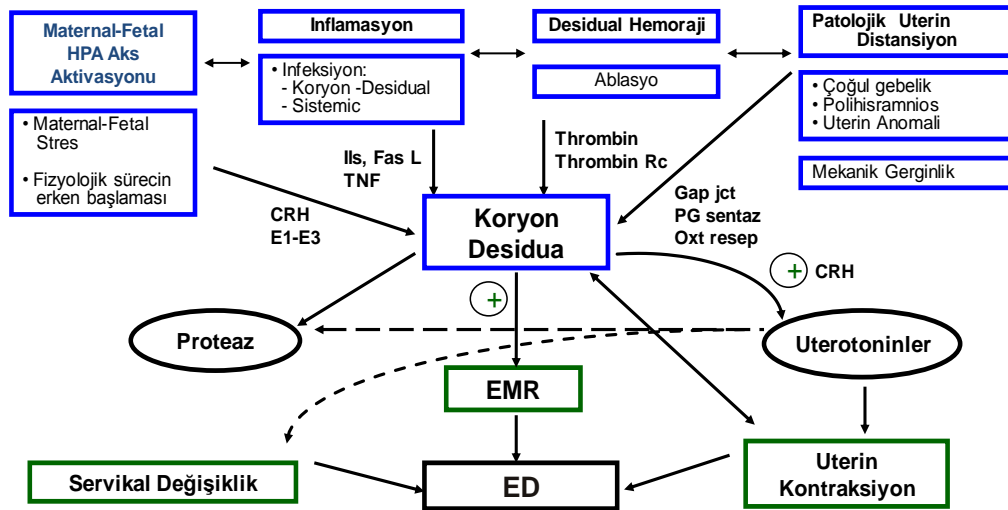 Maternal-Fetal
HPA Aks
Aktivasyonu
• Maternal-Fetal
Stres
• Fizyolojik sürecin
erken başlaması
Inflamasyon
• Infeksiyon:
- Koryon -Desidual
- Sistemic
Desidual Hemoraji
Ablasyo
Patolojik Uterin
Distansiyon
• Çoğul gebelik
• Polihisramnios
• Uterin Anomali
Mekanik Gerginlik
CRH
E1-E3
Ils, Fas L
TNF
Thrombin
Thrombin Rc
Gap jct
PG sentaz
Oxt resep
Koryon
Desidua
+
+ CRH
Proteaz
Uterotoninler
EMR
Servikal Değişiklik
ED
Uterin
Kontraksiyon